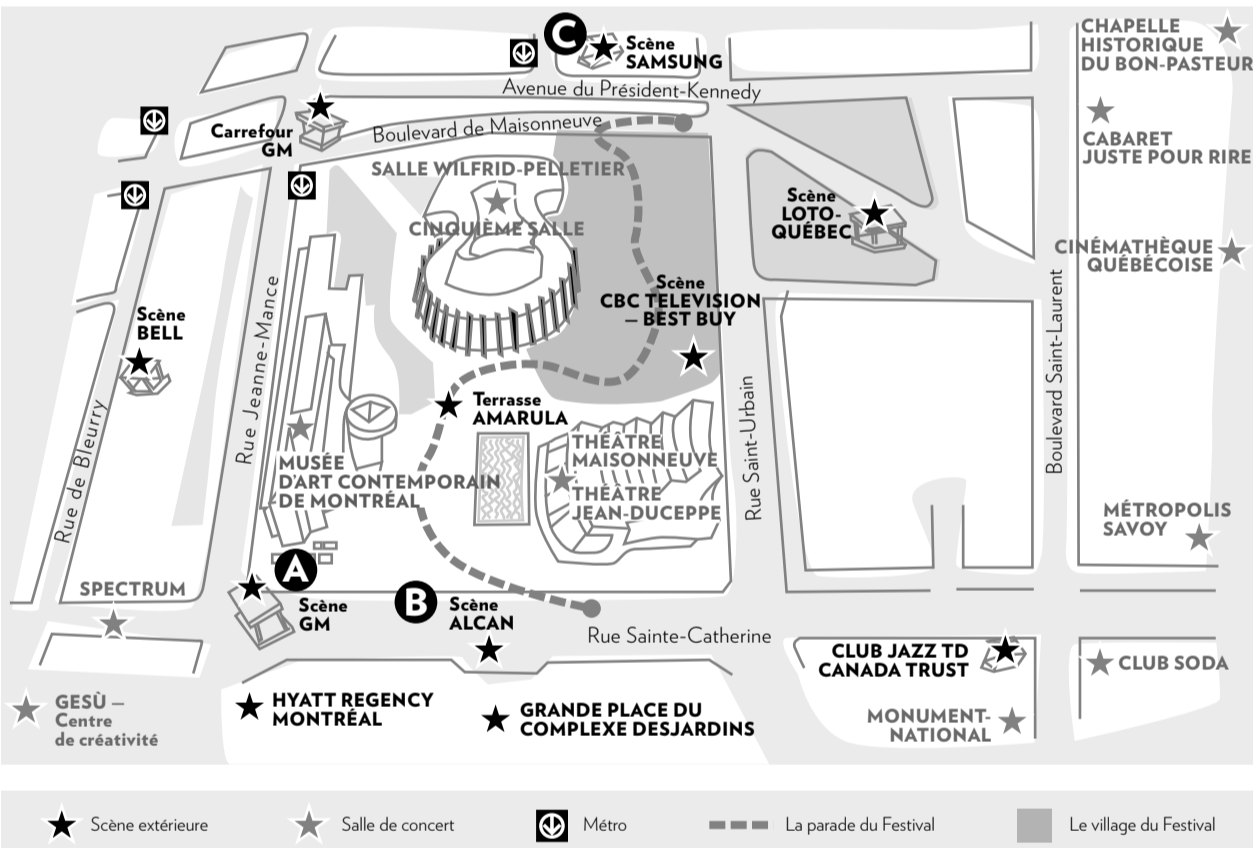 C
Scène
SAMSUNG
Avenue du Président-Kennedy
CHAPELLE
HISTORIQUE
DU BON-PASTEUR
Carrefour
GM
Boulevard de Maisonneuve
CABARET
JUSTE POUR RIRE
SALLE WILFRID-PELLETIER
CINQUIÈME SALLE
Scène
LOTO-
QUÉBEC
CINÉMATHÈQUE
QUÉBÉCOISE
Scène
BELL
Rue Jeanne-Mance
Scène
CBC TELEVISION
– BEST BUY
Boulevard Saint-Laurent
Rue de Bleurry
Terrasse
AMARULA
Rue Saint-Urbain
MUSÉE
D'ART CONTEMPORAIN
DE MONTRÉAL
THÉÂTRE
MAISONNEUVE
THÉÂTRE
JEAN-DUCEPPE
MÉTROPOLIS
SAVOY
SPECTRUM
A
Scène
GM
B
Scène
ALCAN
Rue Sainte-Catherine
CLUB JAZZ TD
CANADA TRUST
CLUB SODA
GESÙ –
Centre
de créativité
HYATT REGENCY
MONTRÉAL
GRANDE PLACE DU
COMPLEXE DESJARDINS
MONUMENT-
NATIONAL
Scène extérieure
Salle de concert
Métro
La parade du Festival
Le village du Festival